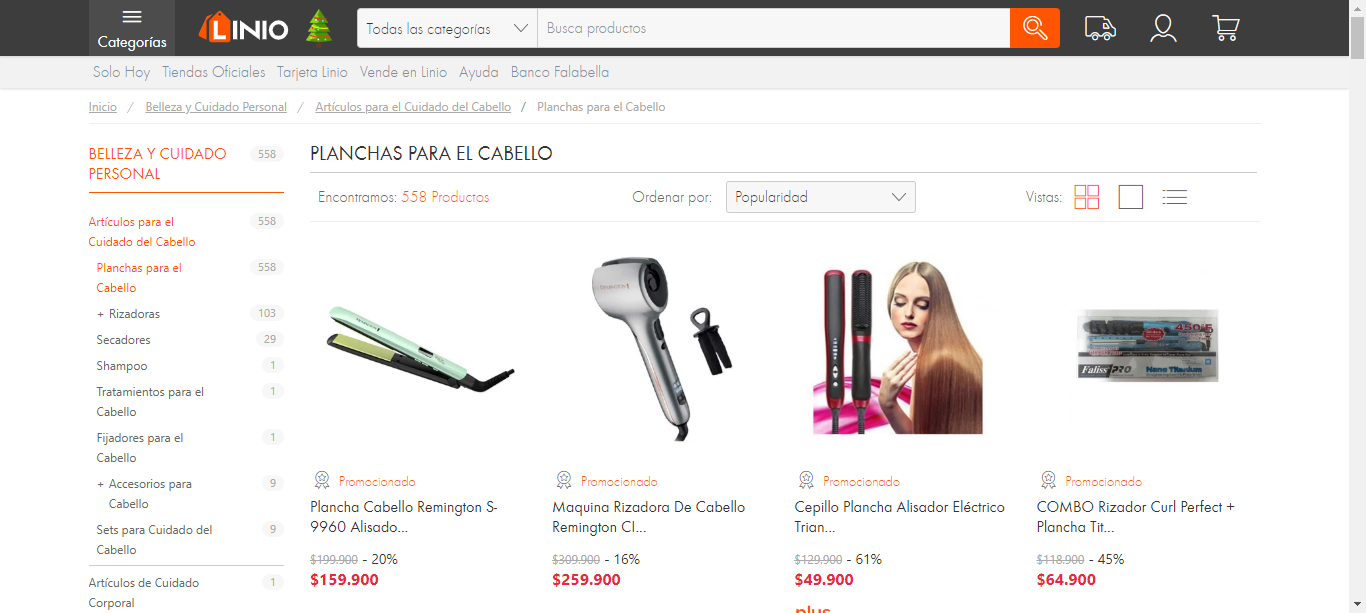 Categorías
LINIO
Todas las categorías
Busca productos
Solo Hoy Tiendas Oficiales Tarjeta Linio Vende en Linio Ayuda Banco Falabella
Inicio / Belleza y Cuidado Personal / Artículos para el Cuidado del Cabello / Planchas para el Cabello
BELLEZA Y CUIDADO 558
PERSONAL
Artículos para el 558
Cuidado del Cabello
Planchas para el 558
Cabello
+ Rizadoras 103
Secadores 29
Shampoo 1
Tratamientos para el 1
Cabello
Fijadores para el 1
Cabello
+ Accesorios para 9
Cabello
Sets para Cuidado del 9
Cabello
Artículos de Cuidado 1
Corporal
PLANCHAS PARA EL CABELLO
Encontramos: 558 Productos
Ordenar por: Popularidad
Vistas:
450°F
Faliss PRO
Nano Titanium
Promocionado
Plancha Cabello Remington S-
9960 Alisado...
$199.900 - 20%
$159.900
Promocionado
Maquina Rizadora De Cabello
Remington CI...
$309.900 - 16%
$259.900
Promocionado
Cepillo Plancha Alisador Eléctrico
Trian...
$129.900 - 61%
$49.900
plus
Promocionado
COMBO Rizador Curl Perfect +
Plancha Tit...
$118.900 - 45%
$64.900